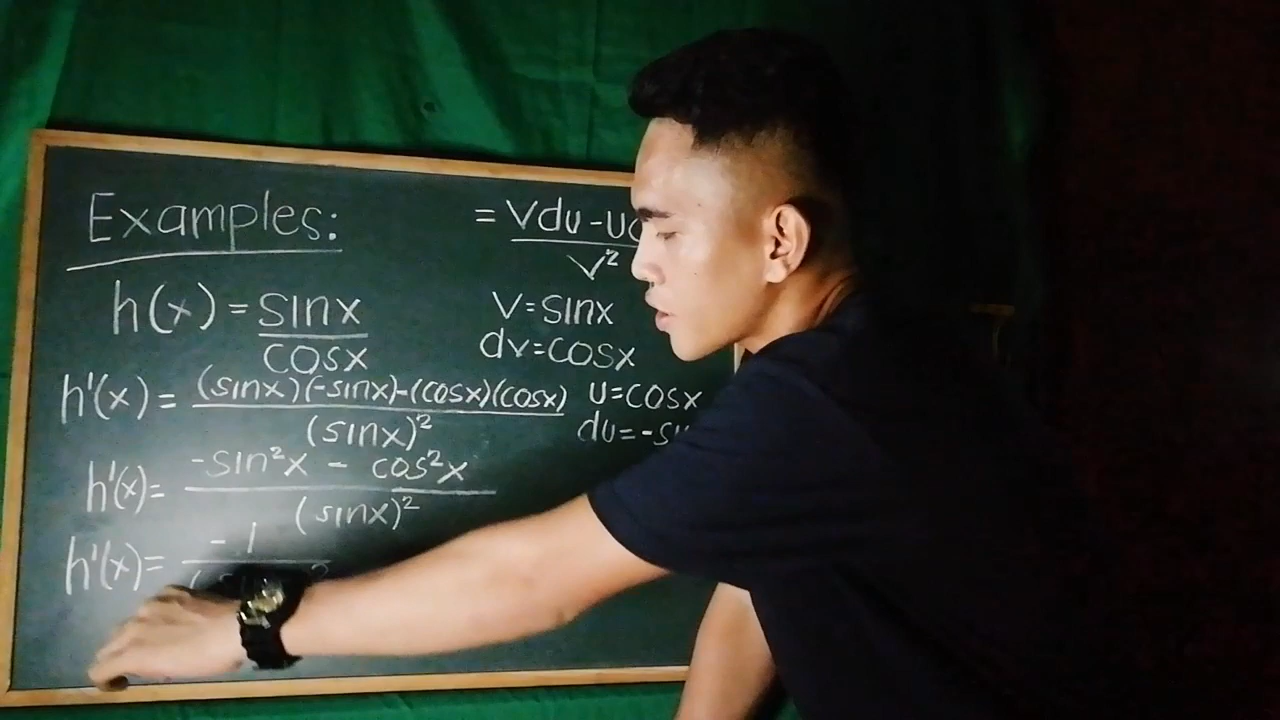 Examples:
= Vdu - u
V²
h(x) = sinx
cosx
V=sinx
dv=cosx
h'(x) = (sinx)(-sinx)-(cosx)(cosx)
(sinx)²
u=cosx
du=-
h'(x)= -sin²x - cos²x
(sinx)²
h'(x)= -1